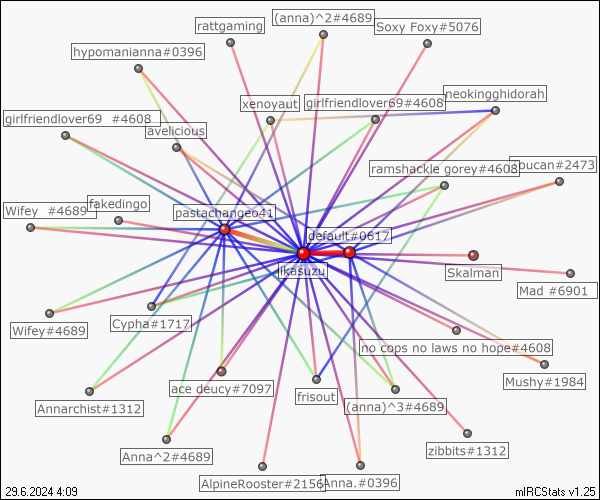 (anna)^2#4689
rattgaming
Soxy Foxy#5076
hypomanianna#0396
neokingghidorah
xenoyaut
girlfriendlover69#4608
girlfriendlover69 #4608
avelicious
ramshackle gorey#4608
oucan#2473
Wifey #4689
fakedingo
pastachangeo41
default#0617
ikasuzu
Skalman
Mad #6901
Wifey#4689
Cypha#1717
no cops no laws no hope#4608
Mushy#1984
ace deucy#7097
frisout
Annarchist#1312
(anna)^3#4689
Anna^2#4689
zibbits#1312
AlpineRooster#2156
Anna.#0396
29.6.2024 4:09
mIRCStats v1.25